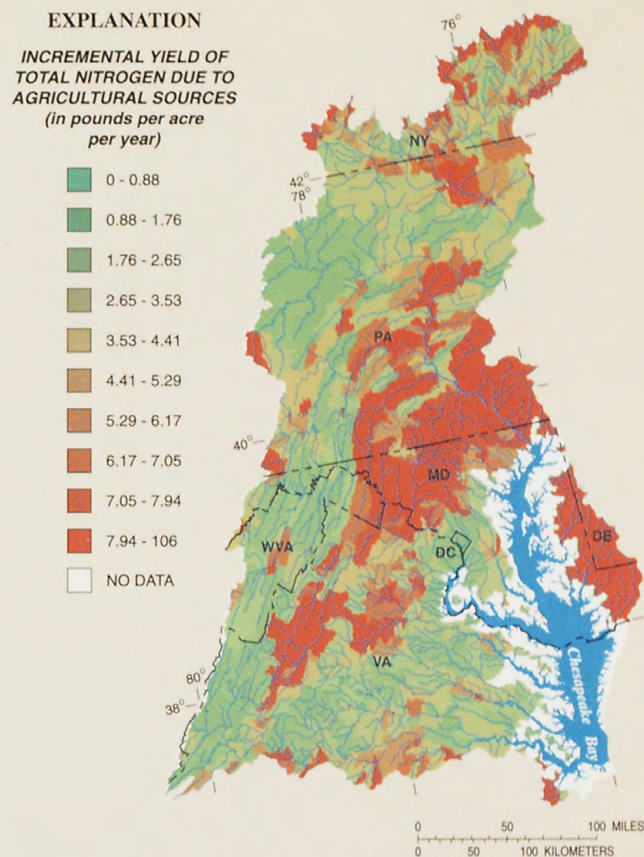 EXPLANATION
INCREMENTAL YIELD OF
TOTAL NITROGEN DUE TO
AGRICULTURAL SOURCES
(in pounds per acre
per year)
0 - 0.88
0.88 - 1.76
1.76 - 2.65
2.65 - 3.53
3.53 - 4.41
4.41 - 5.29
5.29 - 6.17
6.17 - 7.05
7.05 - 7.94
7.94 - 106
NO DATA
76°
NY
42°
78°
PA
40°
MD
WVA
DC
DE
VA
80°
38°
Chesapeake Bay
0 50 100 MILES
0 50 100 KILOMETERS